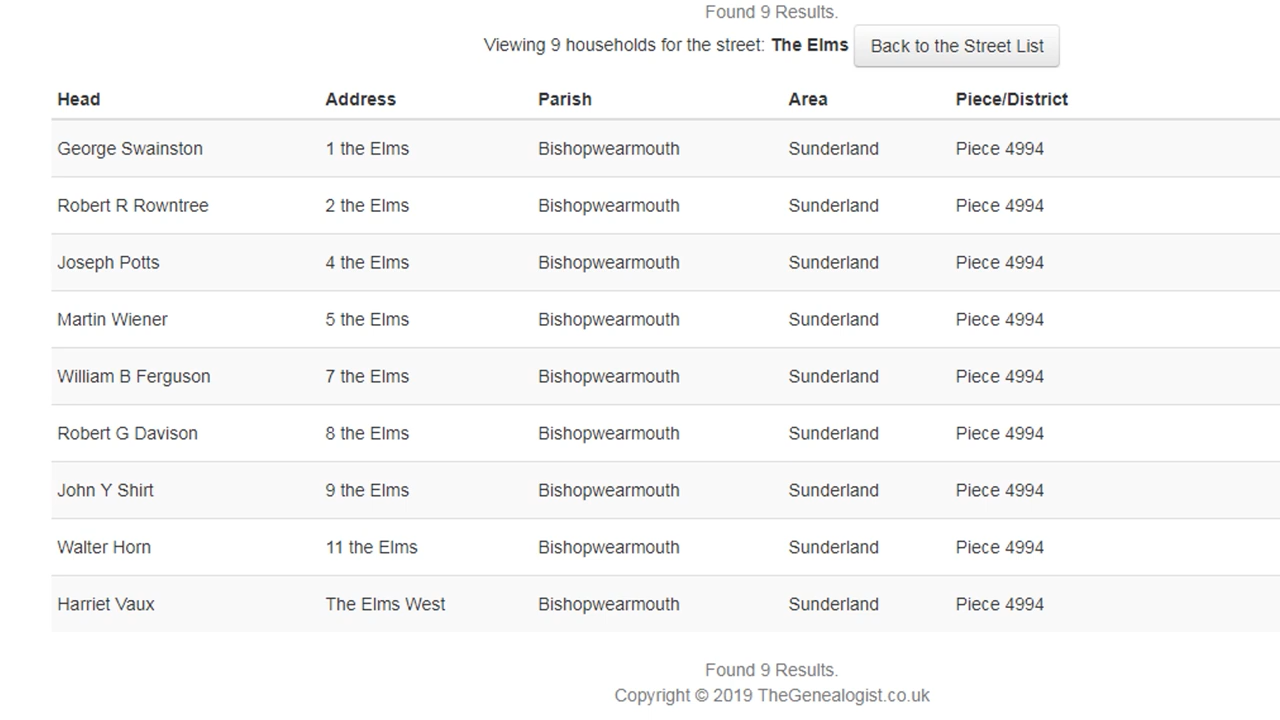 Found 9 Results.
Viewing 9 households for the street: The Elms Back to the Street List
Head Address Parish Area Piece/District
George Swainston 1 the Elms Bishopwearmouth Sunderland Piece 4994
Robert R Rowntree 2 the Elms Bishopwearmouth Sunderland Piece 4994
Joseph Potts 4 the Elms Bishopwearmouth Sunderland Piece 4994
Martin Wiener 5 the Elms Bishopwearmouth Sunderland Piece 4994
William B Ferguson 7 the Elms Bishopwearmouth Sunderland Piece 4994
Robert G Davison 8 the Elms Bishopwearmouth Sunderland Piece 4994
John Y Shirt 9 the Elms Bishopwearmouth Sunderland Piece 4994
Walter Horn 11 the Elms Bishopwearmouth Sunderland Piece 4994
Harriet Vaux The Elms West Bishopwearmouth Sunderland Piece 4994
Found 9 Results.
Copyright © 2019 TheGenealogist.co.uk